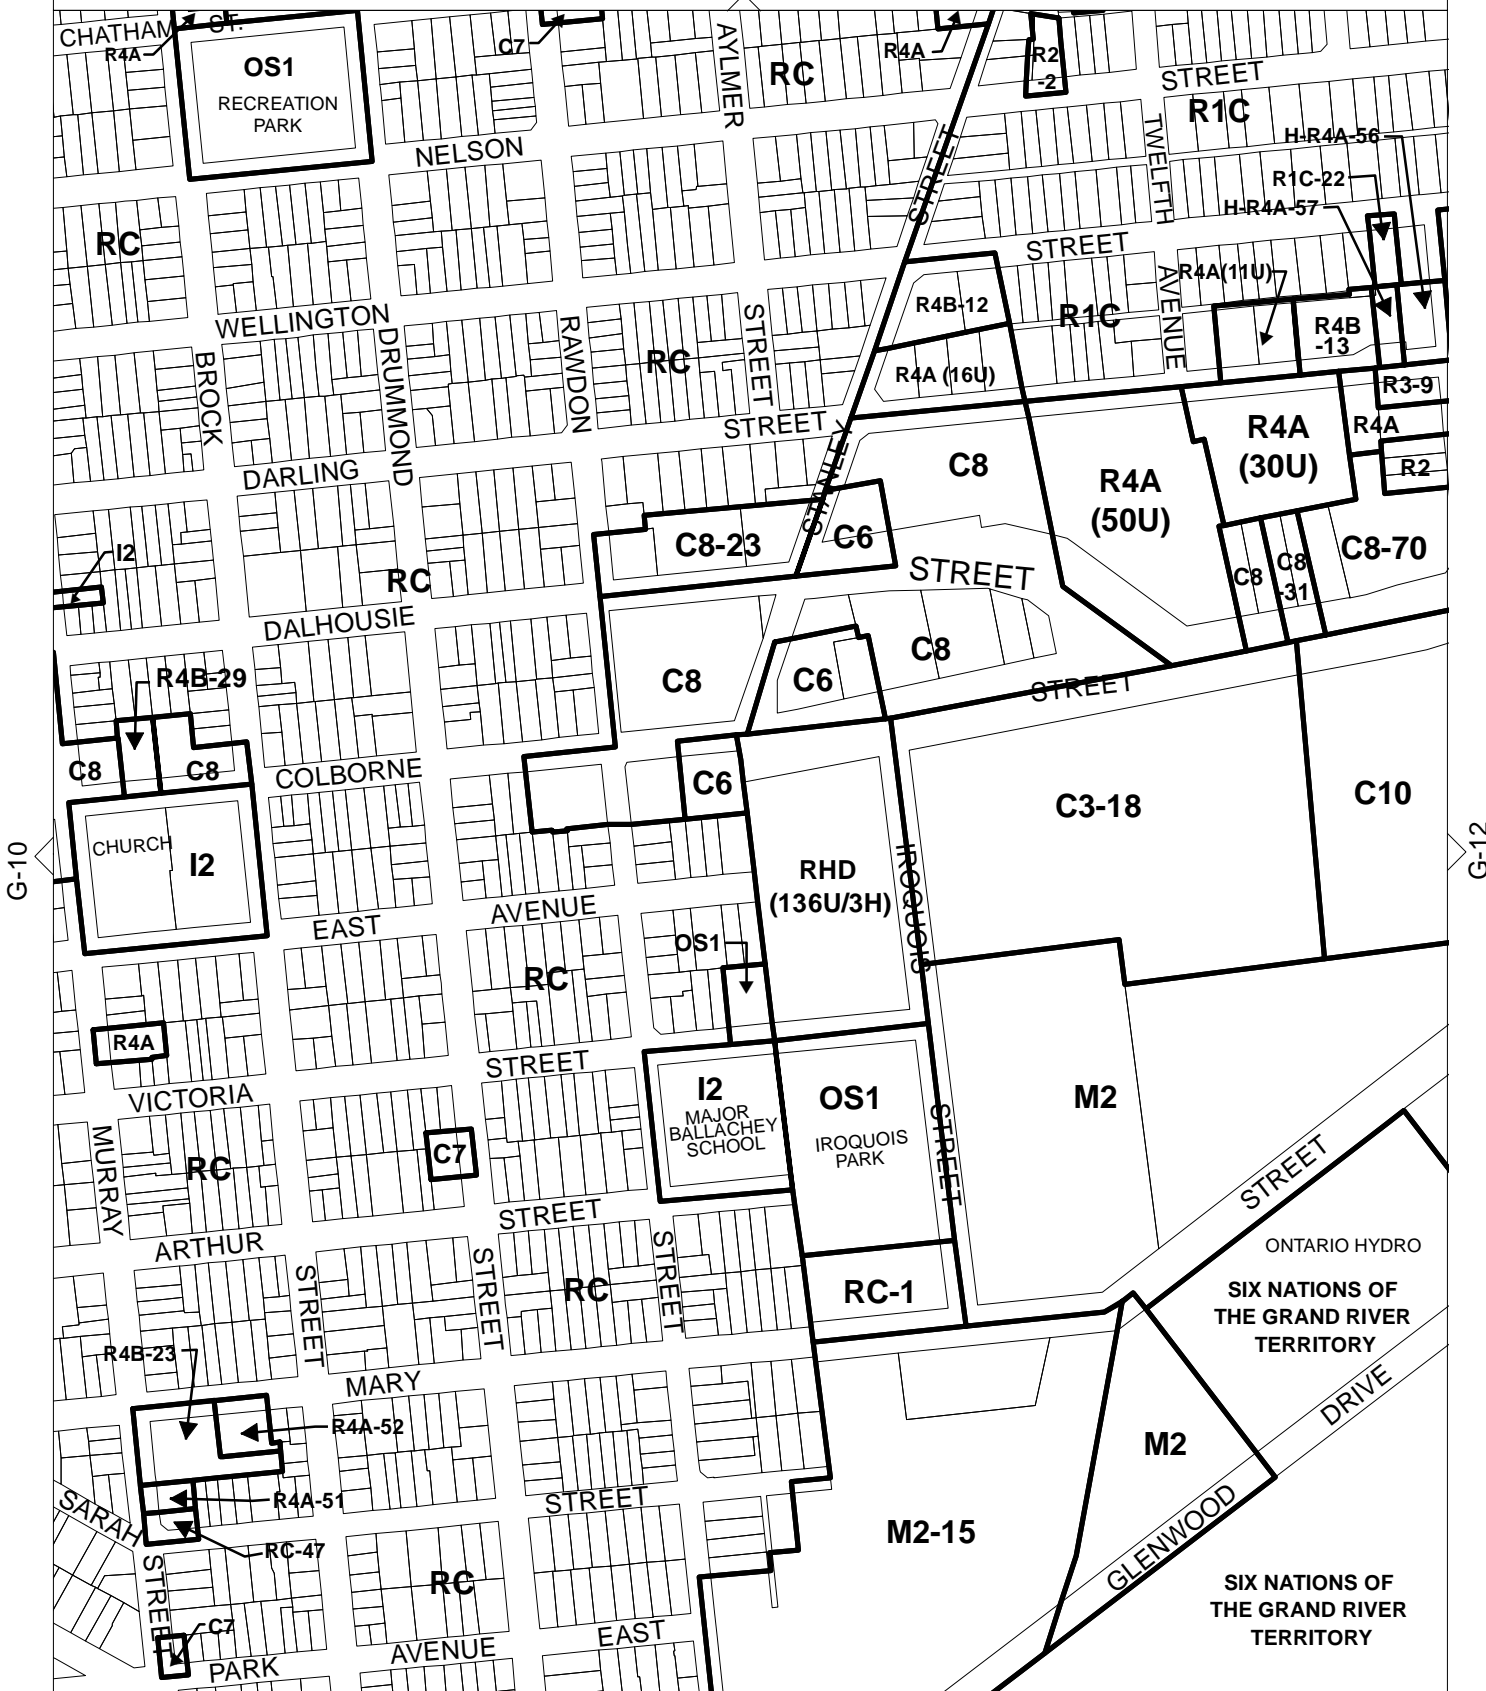 CHATHAM ST.
R4A
OS1
RECREATION
PARK
C7
AYLMER
RC
R4A
R2
-2
STREET
R1C
H-R4A-56
NELSON
TWELFTH
R1C-22
H-R4A-57
STREET
RC
STREET
R4A(11U)
AVENUE
R4B-12
R1C
R4B
-13
WELLINGTON
DRUMMOND
RAWDON
STREET
BROCK
RC
R4A (16U)
R3-9
STREET
R4A
(30U)
R4A
DARLING
STANLEY
C8
R4A
(50U)
R2
C8-23
C6
C8-70
I2
RC
STREET
C8
C8
-31
DALHOUSIE
C8
R4B-29
C8
C6
STREET
C8
C8
COLBORNE
C6
C3-18
C10
CHURCH
I2
G-10
G-12
RHD
(136U/3H)
IROQUOIS
EAST
AVENUE
OS1
RC
R4A
STREET
VICTORIA
I2
MAJOR
BALLACHEY
SCHOOL
OS1
IROQUOIS
PARK
M2
STREET
MURRAY
RC
C7
STREET
STREET
ARTHUR
STREET
STREET
STREET
RC
RC-1
ONTARIO HYDRO
SIX NATIONS OF
THE GRAND RIVER
TERRITORY
R4B-23
MARY
DRIVE
R4A-52
M2
R4A-51
STREET
SARAH
RC-47
M2-15
GLENWOOD
STREET
RC
SIX NATIONS OF
THE GRAND RIVER
TERRITORY
C7
PARK
AVENUE
EAST